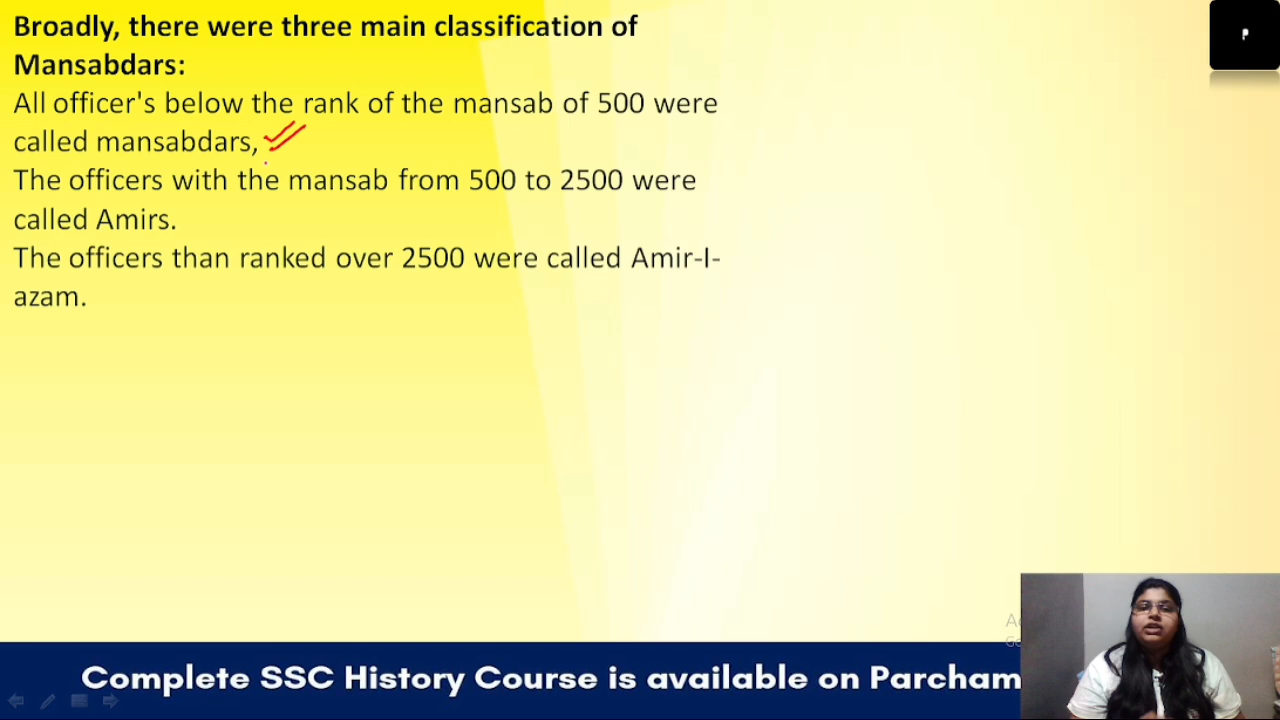 Broadly, there were three main classification of
Mansabdars:
All officer's below the rank of the mansab of 500 were
called mansabdars,
The officers with the mansab from 500 to 2500 were
called Amirs.
The officers than ranked over 2500 were called Amir-I-
azam.
Complete SSC History Course is available on Parcham